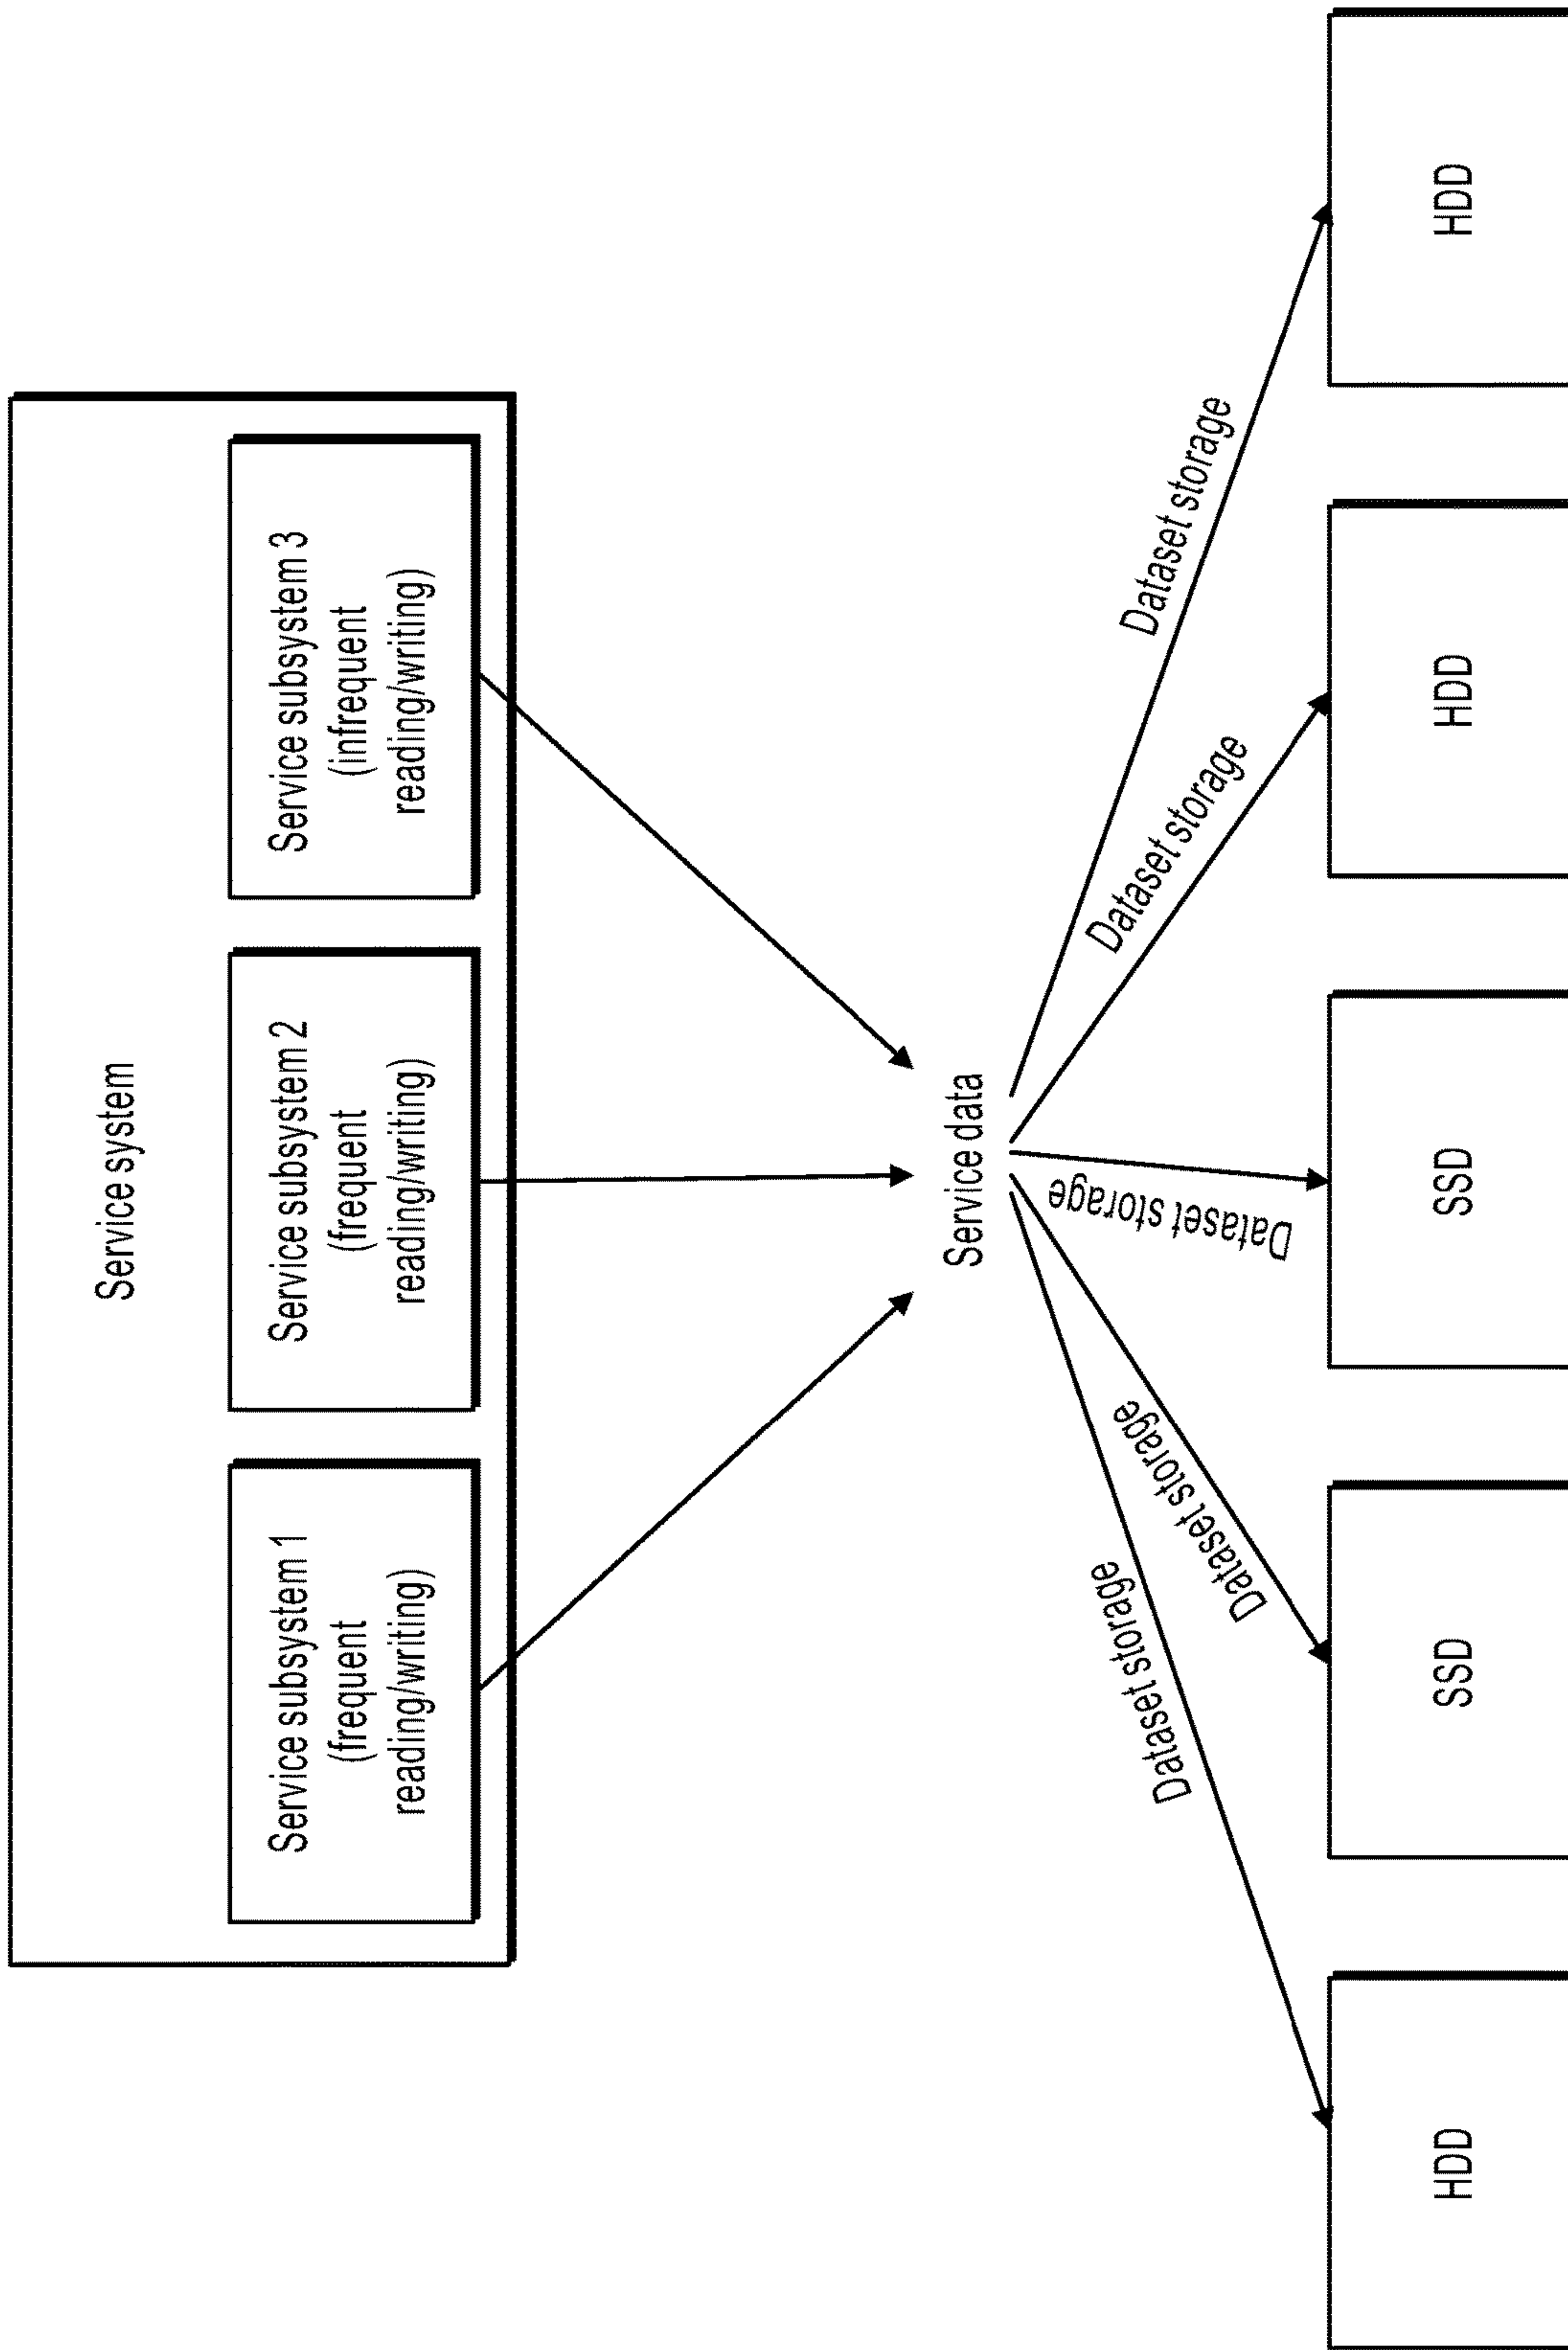 Service system
Service subsystem 1
(frequent
reading/writing)
Service subsystem 2
(frequent
reading/writing)
Service subsystem 3
(infrequent
reading/writing)
Service data
Dataset storage
Dataset storage
Dataset storage
Dataset storage
Dataset storage
HDD
SSD
SSD
HDD
HDD